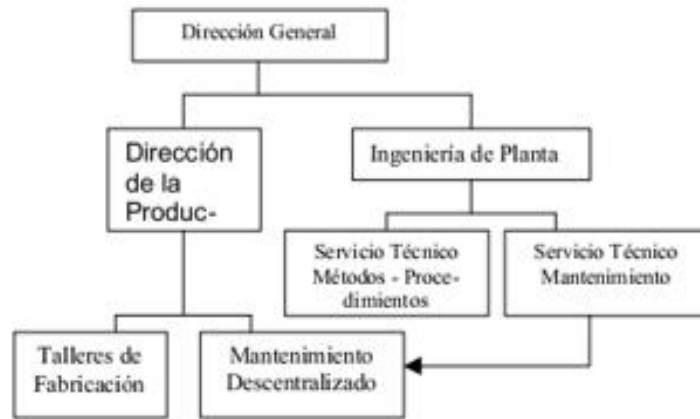 Dirección General
Dirección
de la
Produc-
Ingeniería de Planta
Servicio Técnico
Métodos - Proce-
dimientos
Servicio Técnico
Mantenimiento
Talleres de
Fabricación
Mantenimiento
Descentralizado